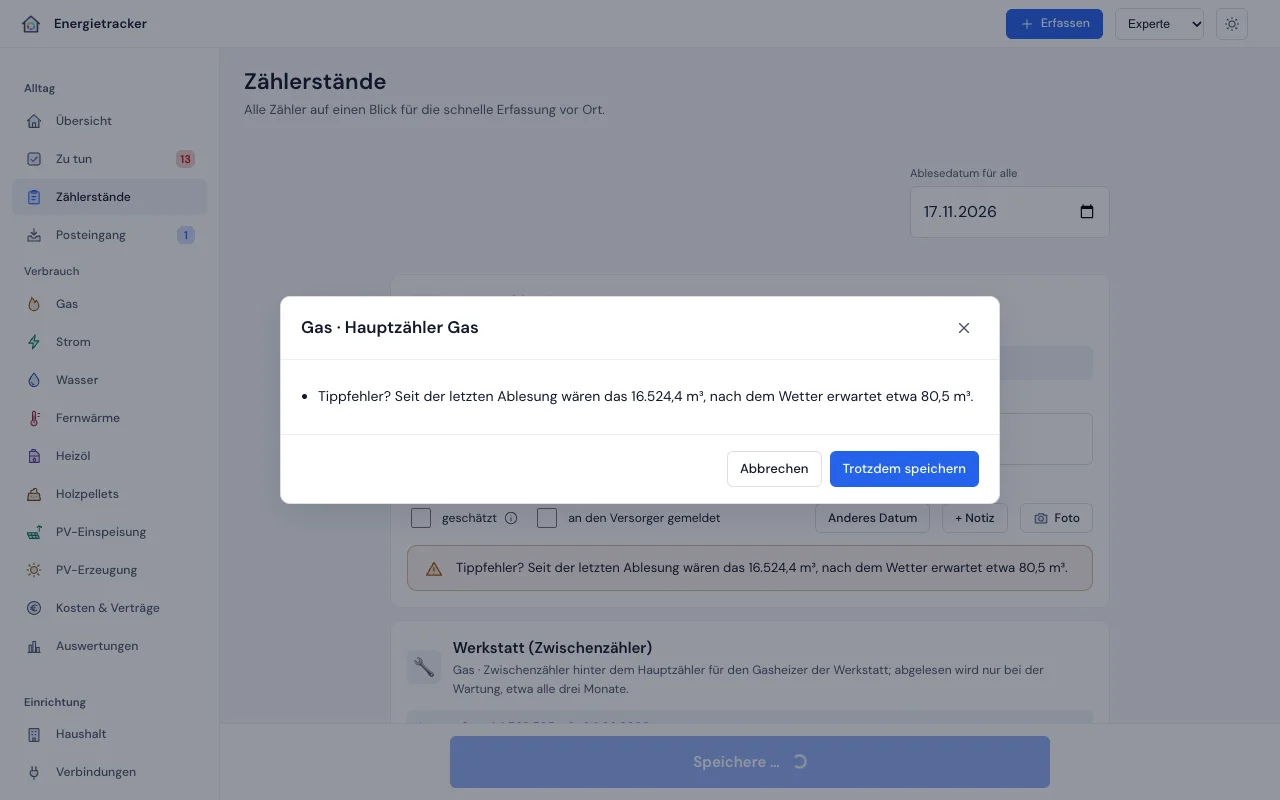 Energietracker
Erfassen
Experte
Alltag
Übersicht
Zu tun
13
Zählerstände
Posteingang
1
Verbrauch
Gas
Strom
Wasser
Fernwärme
Heizöl
Holzpellets
PV-Einspeisung
PV-Erzeugung
Kosten & Verträge
Auswertungen
Einrichtung
Haushalt
Verbindungen
Zählerstände
Alle Zähler auf einen Blick für die schnelle Erfassung vor Ort.
Ablesedatum für alle
17.11.2026
Gas · Hauptzähler Gas
Tippfehler? Seit der letzten Ablesung wären das 16.524,4 m³, nach dem Wetter erwartet etwa 80,5 m³.
Abbrechen
Trotzdem speichern
geschätzt
an den Versorger gemeldet
Anderes Datum
+ Notiz
Foto
Tippfehler? Seit der letzten Ablesung wären das 16.524,4 m³, nach dem Wetter erwartet etwa 80,5 m³.
Werkstatt (Zwischenzähler)
Gas · Zwischenzähler hinter dem Hauptzähler für den Gasheizer der Werkstatt; abgelesen wird nur bei der
Wartung, etwa alle drei Monate.
Speichere ...